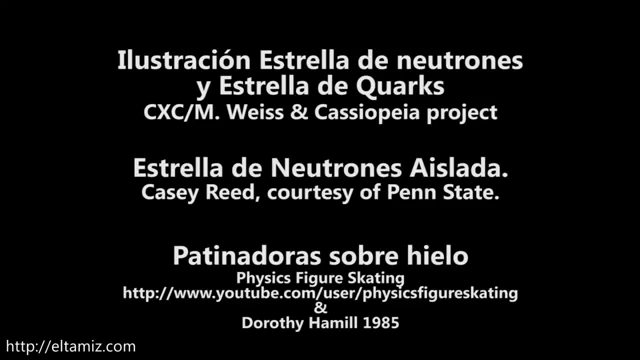 Ilustración Estrella de neutrones
y Estrella de Quarks
CXC/M. Weiss & Cassiopeia project
Estrella de Neutrones Aislada.
Casey Reed, courtesy of Penn State.
Patinadoras sobre hielo
Physics Figure Skating
http://www.youtube.com/user/physicsfigureskating
&
Dorothy Hamill 1985
http://eltamiz.com